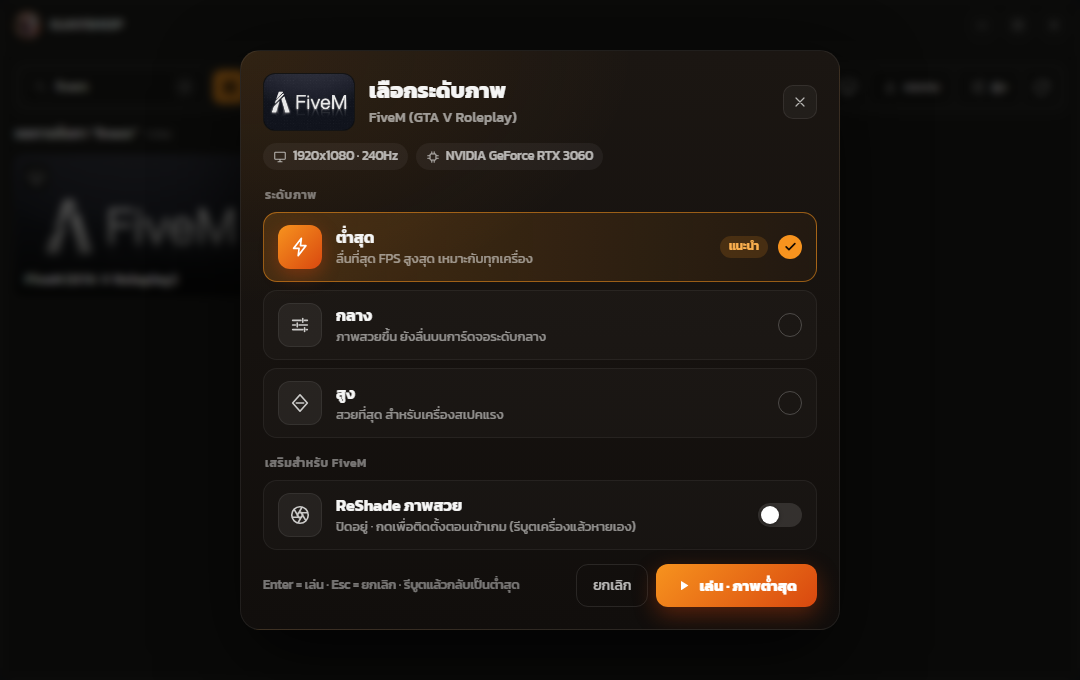 FiveM
เลือกระดับภาพ
FiveM (GTA V Roleplay)
1920x1080 · 240Hz
NVIDIA GeForce RTX 3060
ระดับภาพ
ต่ำสุด
ลื่นที่สุด FPS สูงสุด เหมาะกับทุกเครื่อง
แนะนำ
กลาง
ภาพสวยขึ้น ยังลื่นบนการ์ดจอระดับกลาง
สูง
สวยที่สุด สำหรับเครื่องสเปคแรง
เสริมสำหรับ FiveM
ReShade ภาพสวย
ปิดอยู่ · กดเพื่อติดตั้งตอนเข้าเกม (รีบูตเครื่องแล้วหายเอง)
Enter = เล่น · Esc = ยกเลิก · รีบูตแล้วกลับเป็นต่ำสุด
ยกเลิก
เล่น · ภาพต่ำสุด
FiveM